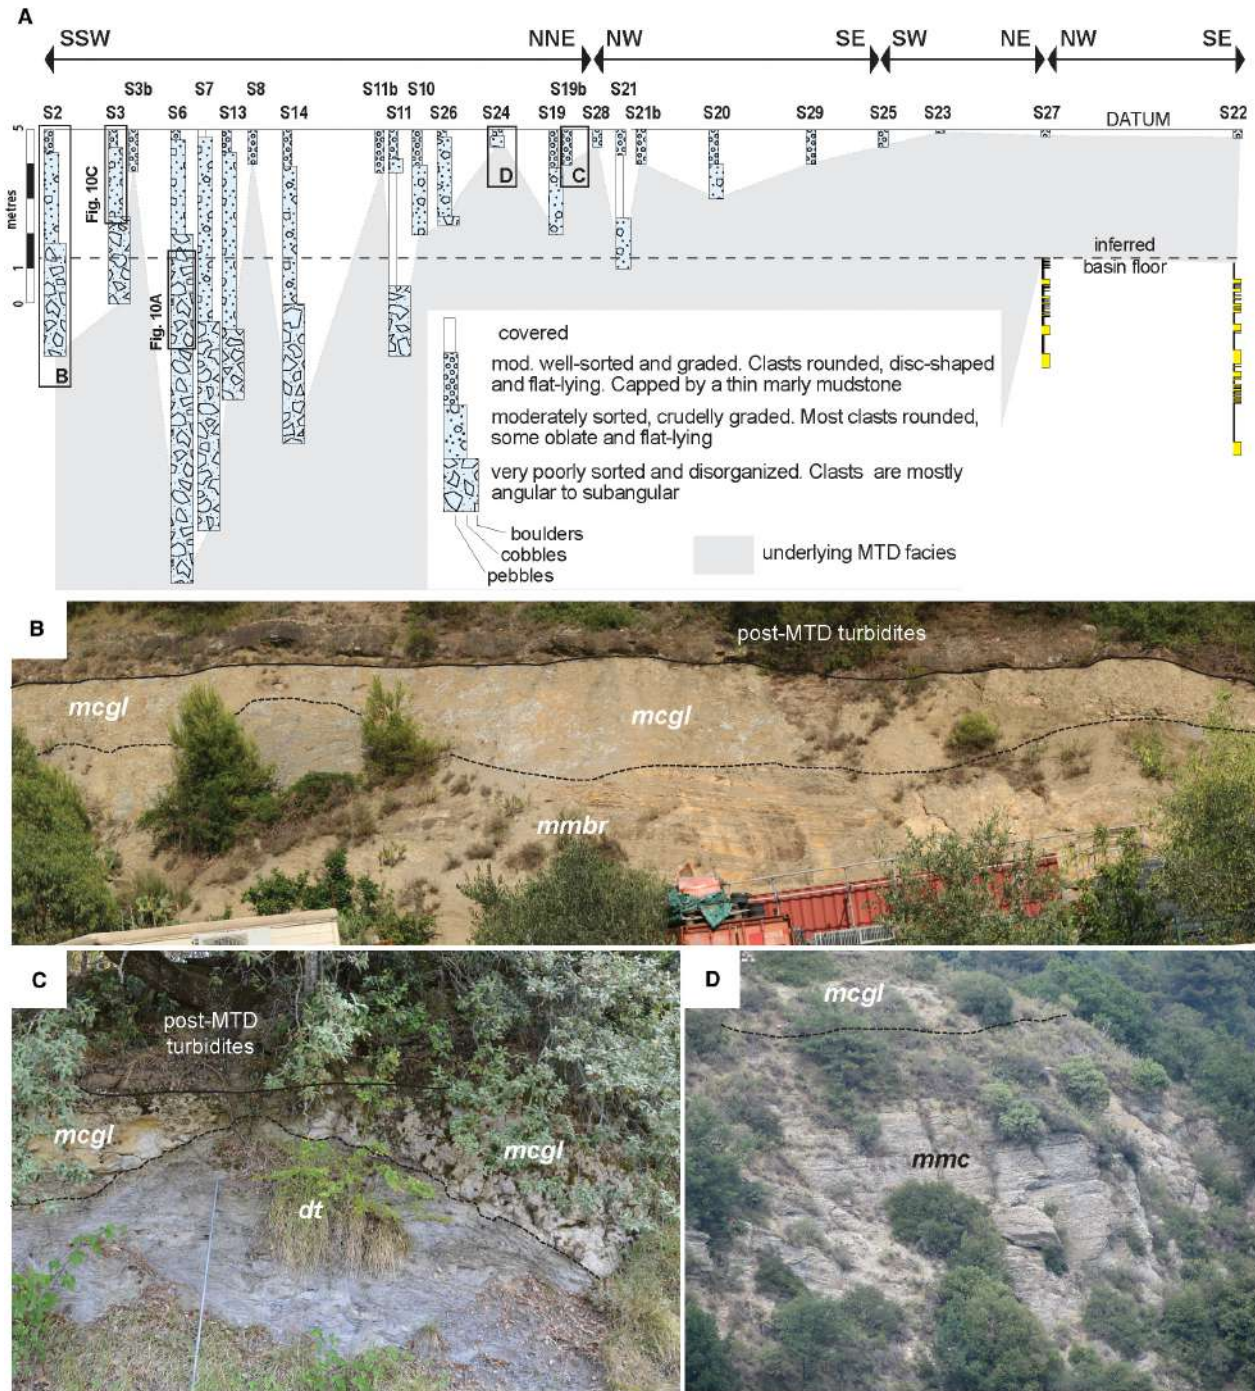 A
SSW NNE NW SE SW NE NW SE
S3b S7 S8 S11b S10 S19b S21
S2 S3 S6 S13 S14 S11 S26 S24 S19 S28 S21b S20 S29 S25 S23 S27 DATUM S22
5
metres
1
0
Fig. 10C
Fig. 10A
B
D
C
inferred
basin floor
covered
mod. well-sorted and graded. Clasts rounded, disc-shaped
and flat-lying. Capped by a thin marly mudstone
moderately sorted, crudelly graded. Most clasts rounded,
some oblate and flat-lying
very poorly sorted and disorganized. Clasts are mostly
angular to subangular
boulders
cobbles
pebbles
underlying MTD facies
B
post-MTD turbidites
mcgl
mcgl
mmbr
C
post-MTD
turbidites
mcgl
mcgl
dt
D
mcgl
mmc